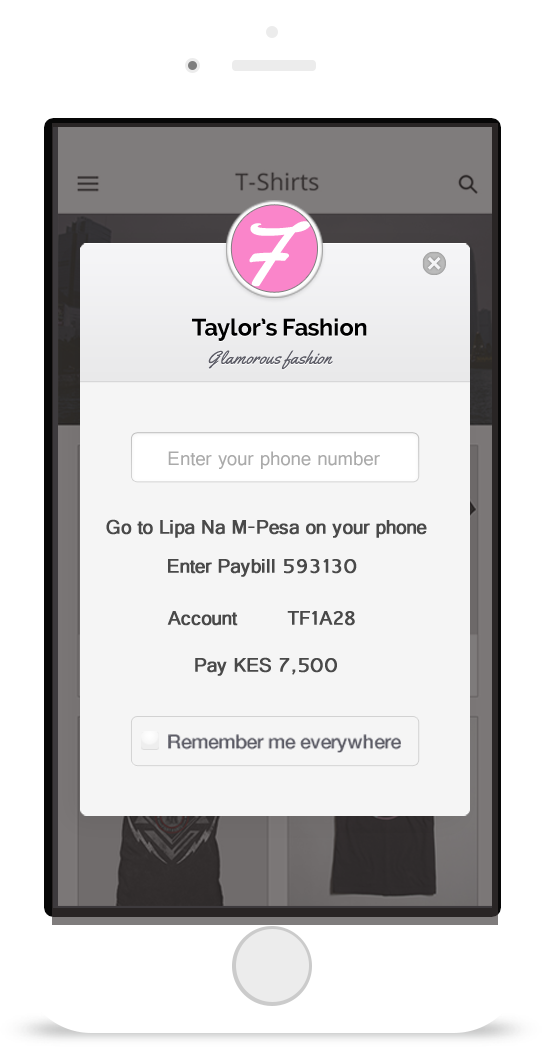 T-Shirts
Taylor's Fashion
Glamorous fashion
Enter your phone number
Go to Lipa Na M-Pesa on your phone
Enter Paybill 593130
Account TF1A28
Pay KES 7,500
Remember me everywhere